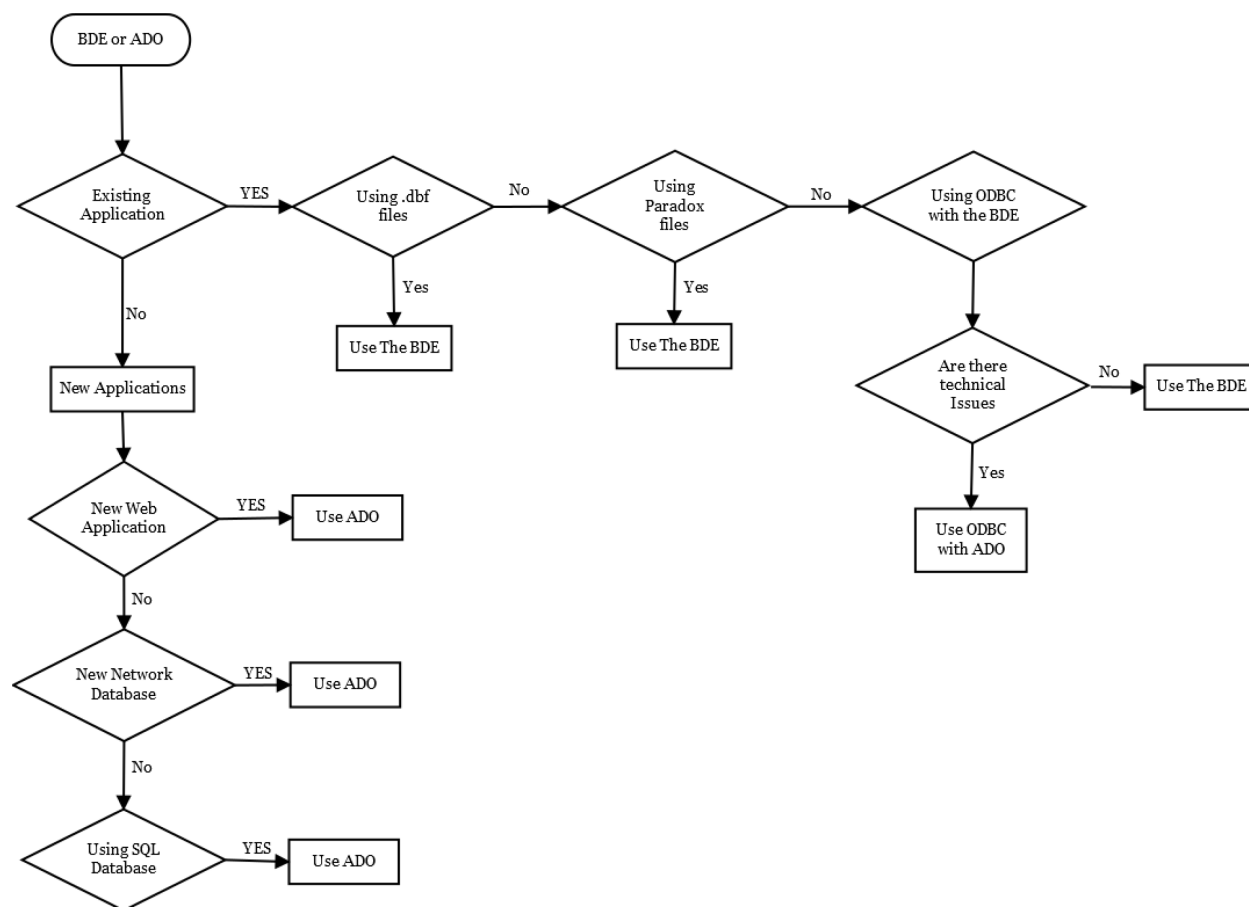 BDE or ADO
Existing
Application
YES
Using .dbf
files
No
Using
Paradox
files
No
Using ODBC
with the BDE
Yes
Use The BDE
Yes
Use The BDE
No
New Applications
Are there
technical
Issues
No
Use The BDE
Yes
Use ODBC
with ADO
New Web
Application
YES
Use ADO
No
New Network
Database
YES
Use ADO
No
Using SQL
Database
YES
Use ADO